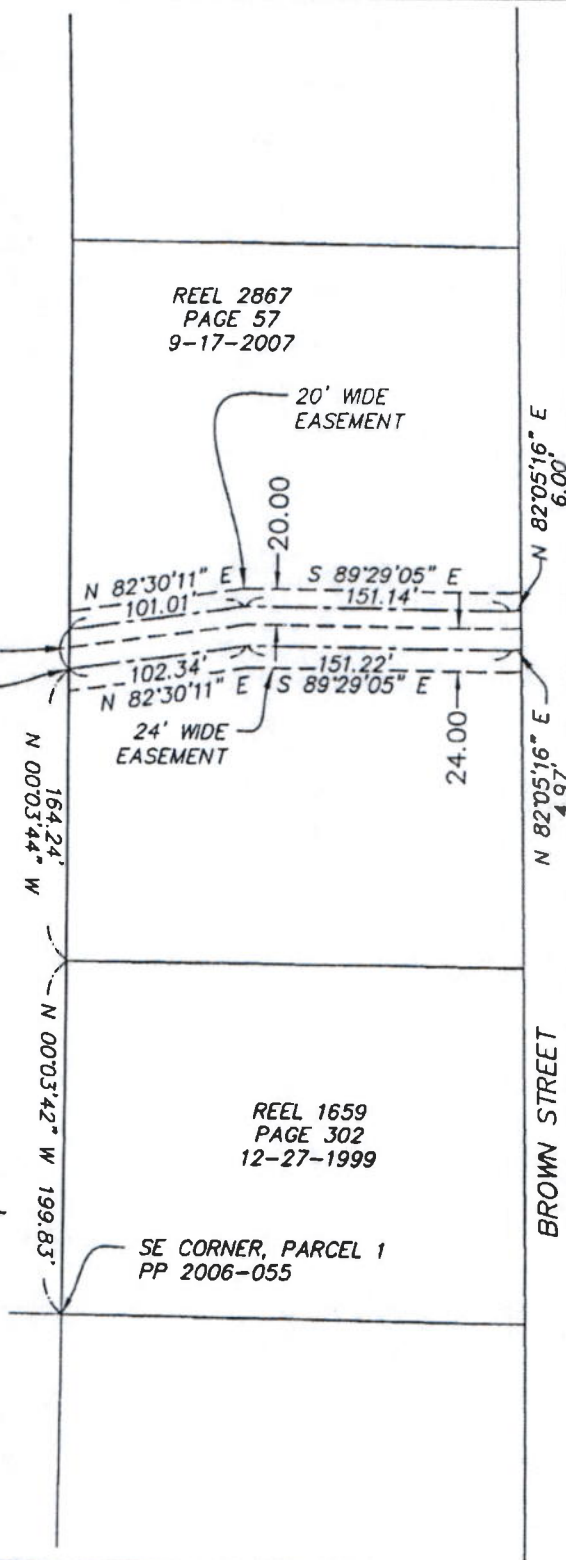 REEL 2867
PAGE 57
9-17-2007
20' WIDE
EASEMENT
20.00
N 82°05'16" E
6.00'
N 82°30'11" E
101.01'
S 89°29'05" E
151.14'
102.34'
N 82°30'11" E
151.22'
S 89°29'05" E
24' WIDE
EASEMENT
24.00
N 82°05'16" E
4.97'
164.24'
N 00°03'44" W
N 00°03'42" W 199.83'
REEL 1659
PAGE 302
12-27-1999
BROWN STREET
SE CORNER, PARCEL 1
PP 2006-055